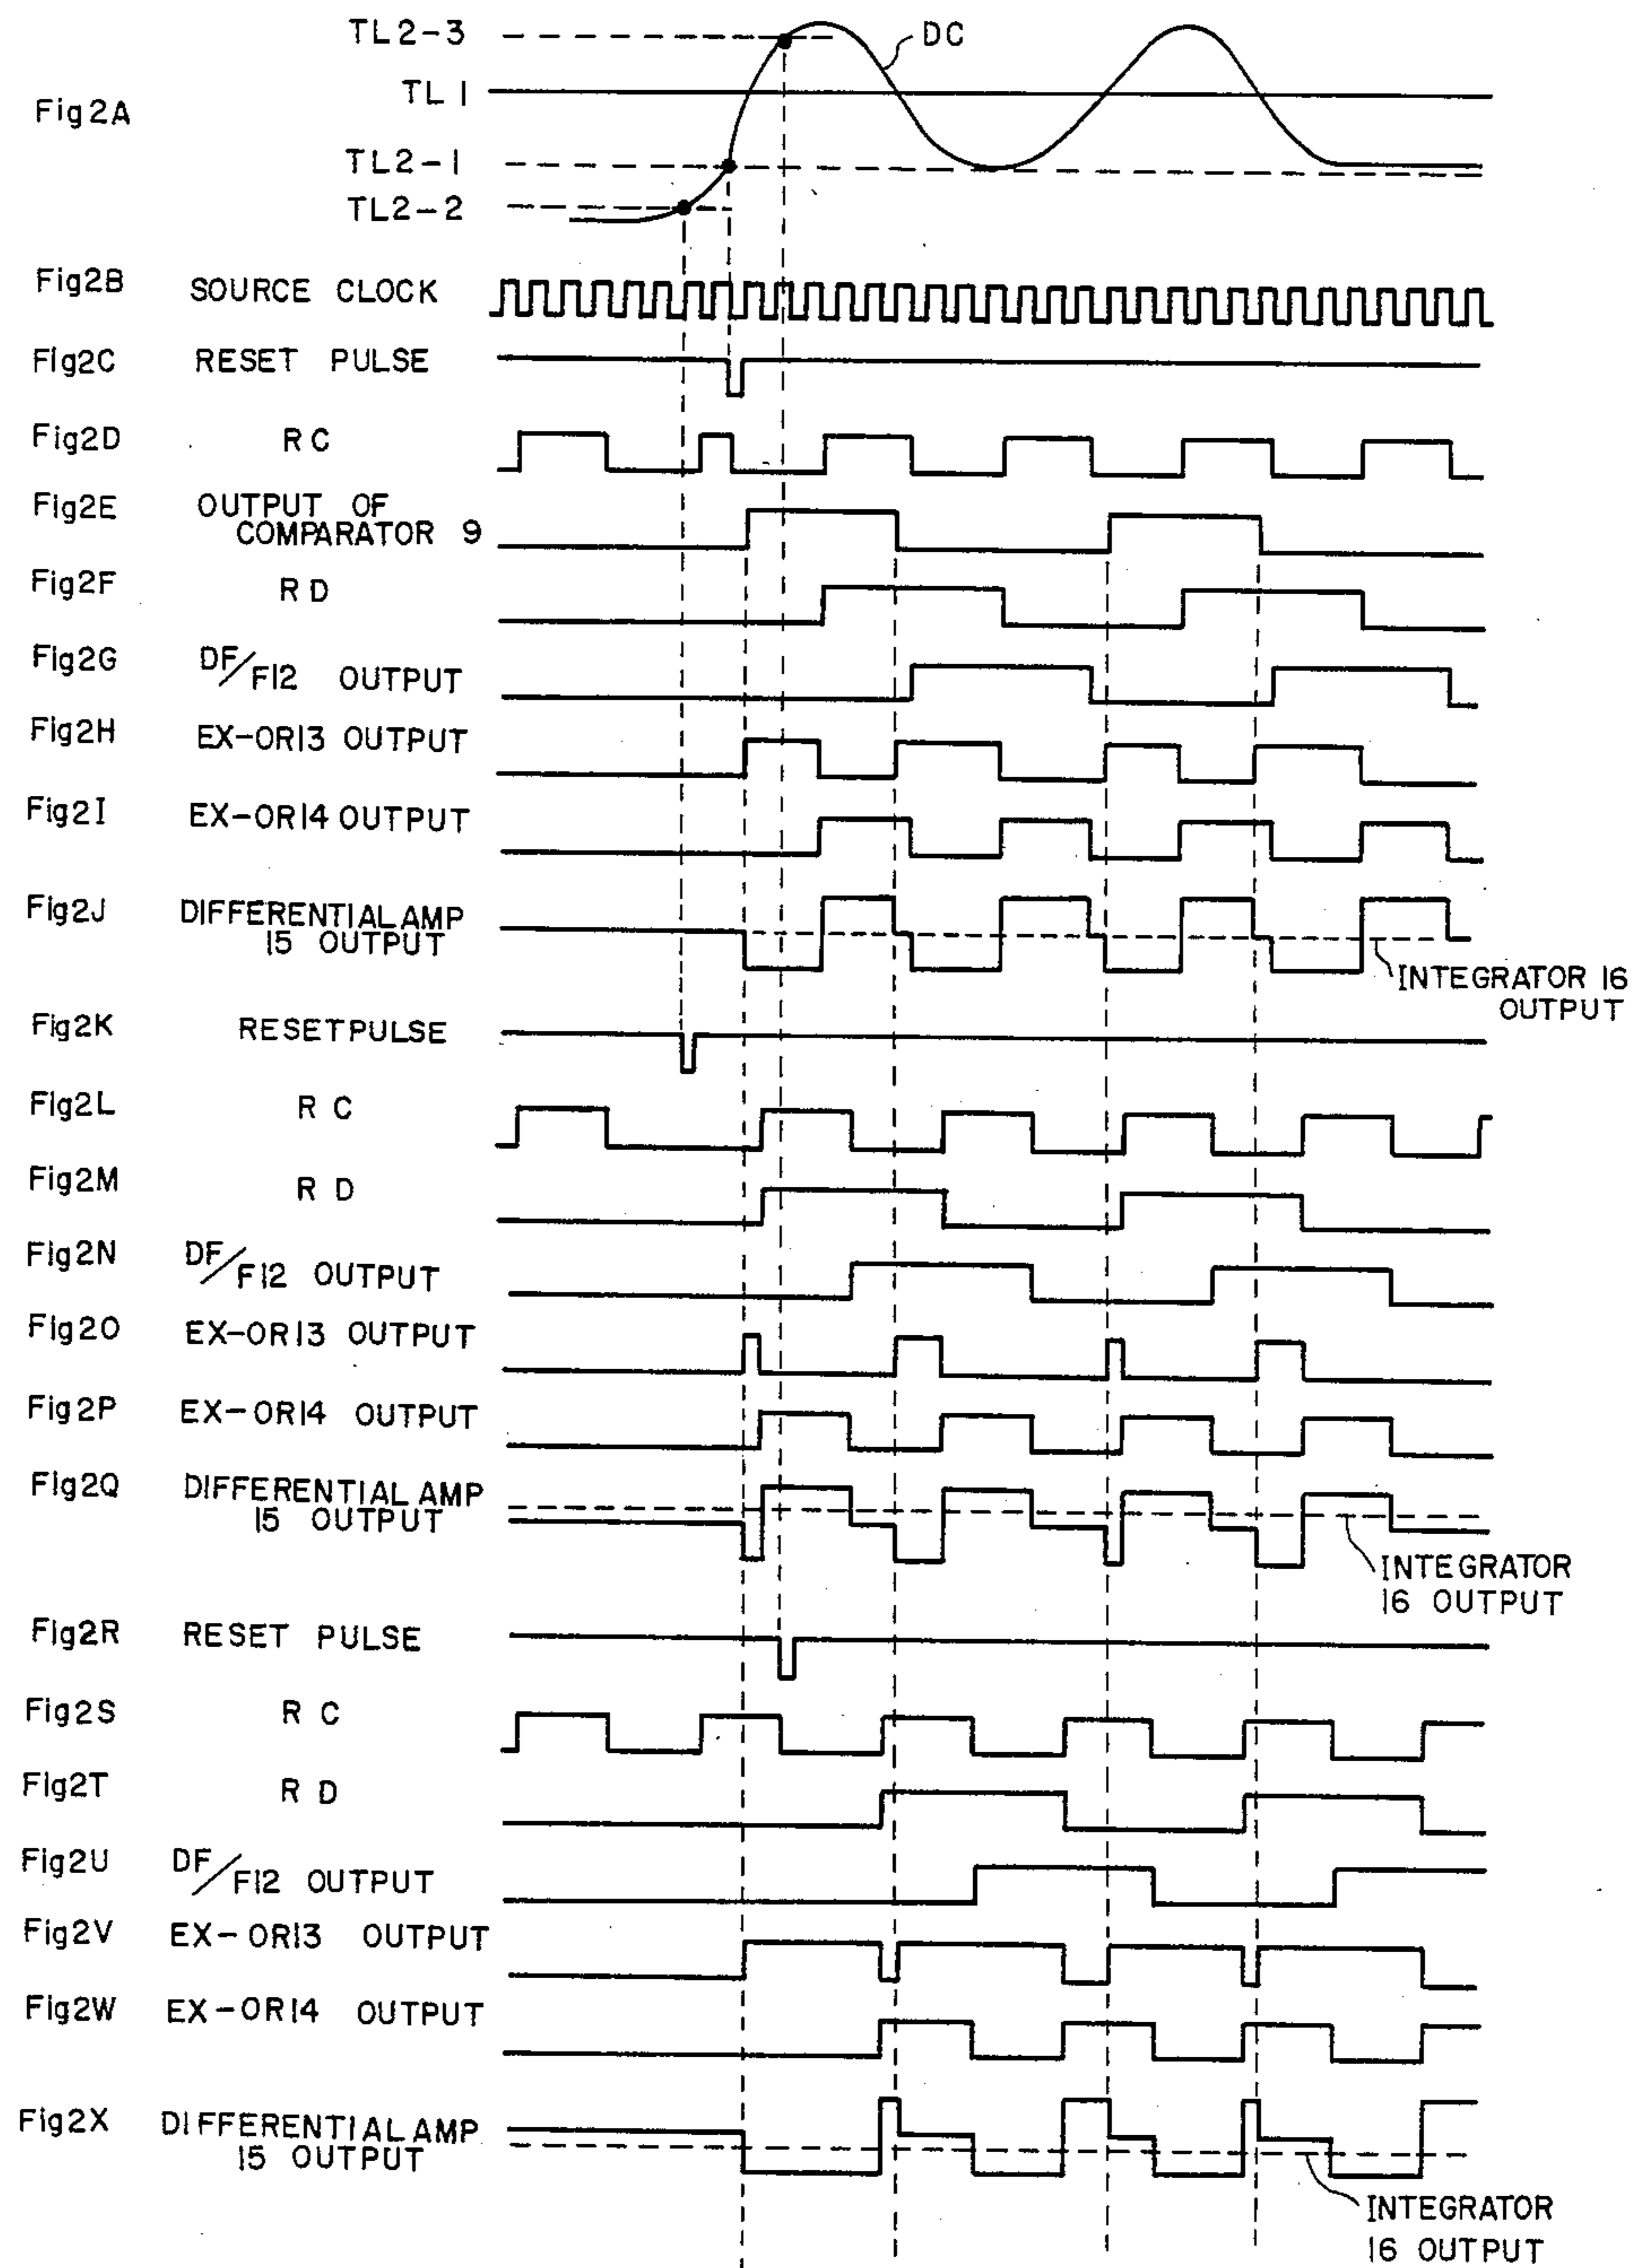 TL2-3
DC
Fig2A
TL1
TL2-1
TL2-2
Fig2B SOURCE CLOCK
Fig2C RESET PULSE
Fig2D RC
Fig2E OUTPUT OF
COMPARATOR 9
Fig2F RD
Fig2G DF/F12 OUTPUT
Fig2H EX-OR13 OUTPUT
Fig2I EX-OR14 OUTPUT
Fig2J DIFFERENTIAL AMP
15 OUTPUT
INTEGRATOR 16
OUTPUT
Fig2K RESET PULSE
Fig2L RC
Fig2M RD
Fig2N DF/F12 OUTPUT
Fig2O EX-OR13 OUTPUT
Fig2P EX-OR14 OUTPUT
Fig2Q DIFFERENTIAL AMP
15 OUTPUT
INTEGRATOR
16 OUTPUT
Fig2R RESET PULSE
Fig2S RC
Fig2T RD
Fig2U DF/F12 OUTPUT
Fig2V EX-OR13 OUTPUT
Fig2W EX-OR14 OUTPUT
Fig2X DIFFERENTIAL AMP
15 OUTPUT
INTEGRATOR
16 OUTPUT